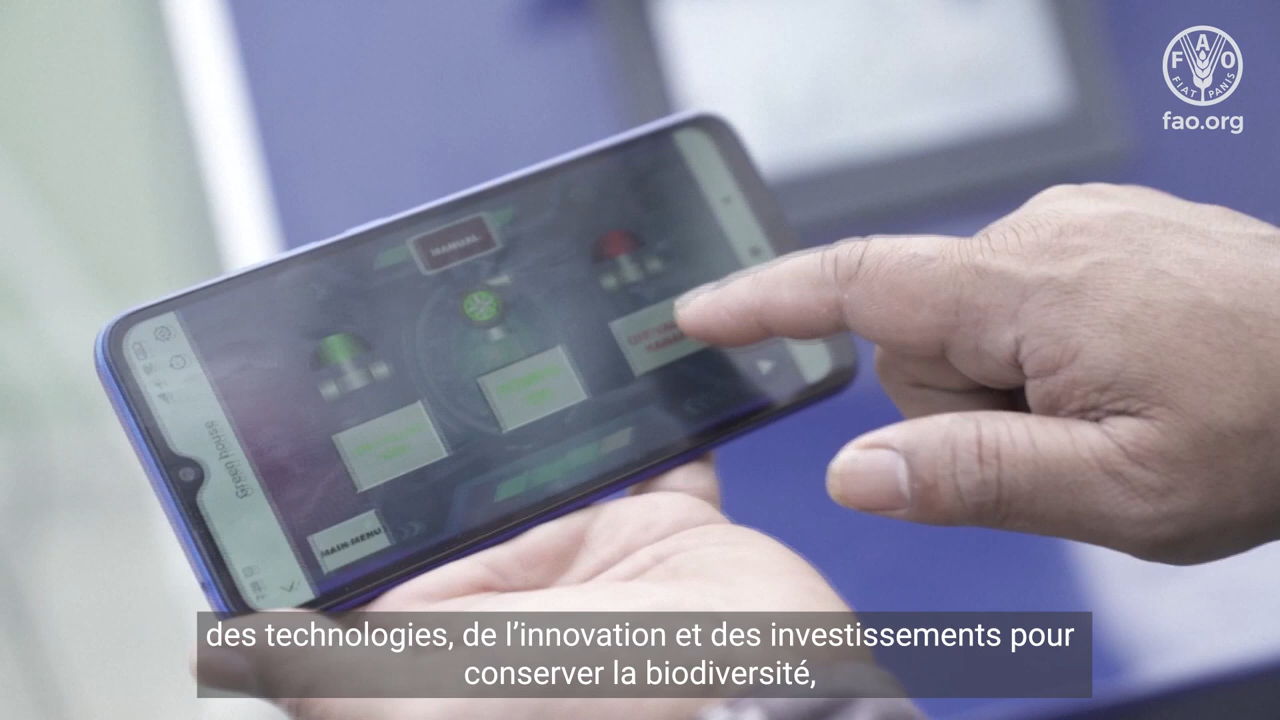 FAO
FIAT PANIS
fao.org
MANUAL
Green house
MAIN MENU
des technologies, de l’innovation et des investissements pour
conserver la biodiversité,